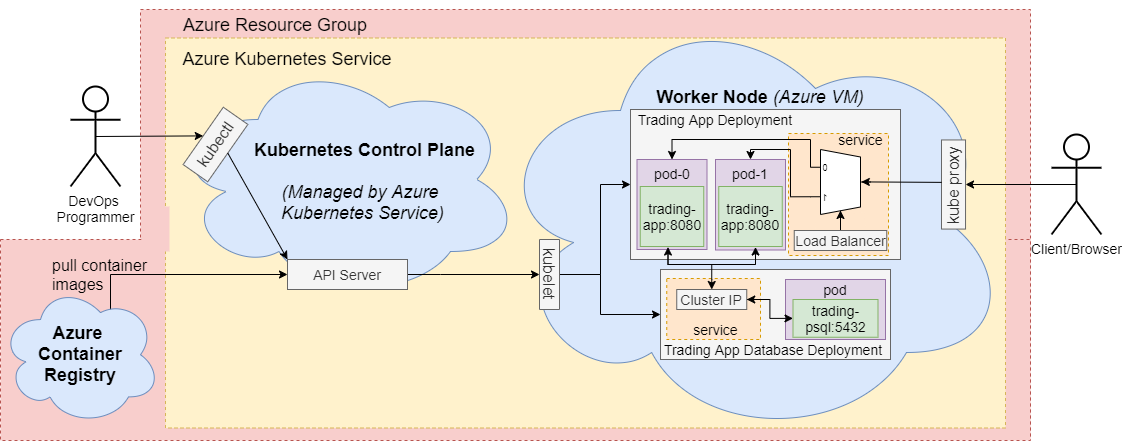 Azure Resource Group
Azure Kubernetes Service
DevOps
Programmer
kubectl
Kubernetes Control Plane
(Managed by Azure
Kubernetes Service)
API Server
pull container
images
Azure
Container
Registry
kubelet
Worker Node (Azure VM)
Trading App Deployment
pod-0
trading-
app:8080
pod-1
trading-
app:8080
service
0
1
Load Balancer
Cluster IP
service
pod
trading-
psql:5432
Trading App Database Deployment
kube proxy
Client/Browser